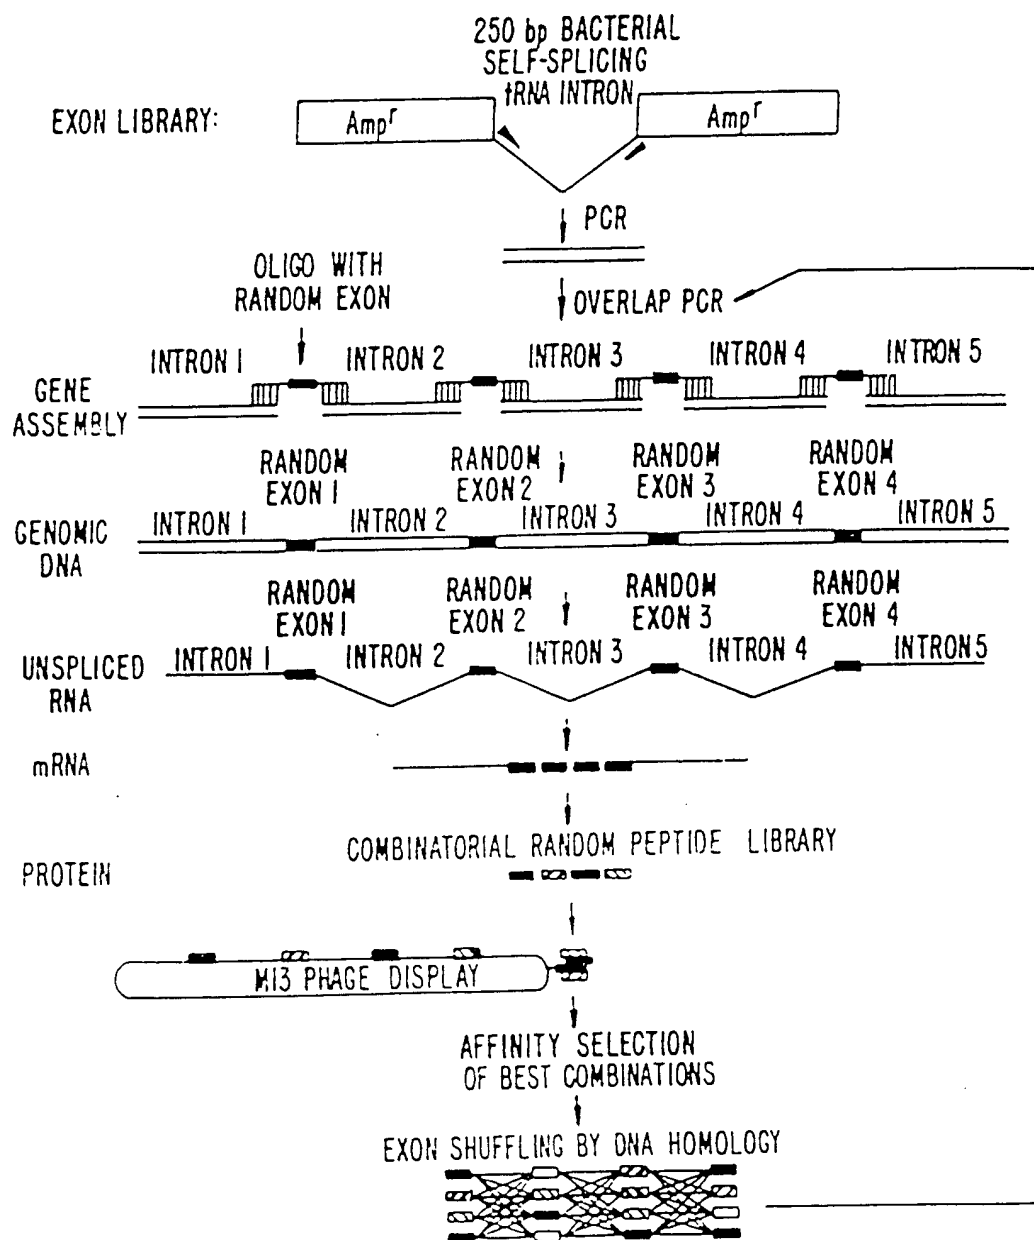 250 bp BACTERIAL
SELF-SPLICING
tRNA INTRON
EXON LIBRARY:
Ampr
Ampr
PCR
OLIGO WITH
RANDOM EXON
OVERLAP PCR
INTRON 1
INTRON 2
INTRON 3
INTRON 4
INTRON 5
GENE
ASSEMBLY
RANDOM
EXON 1
RANDOM
EXON 2
RANDOM
EXON 3
RANDOM
EXON 4
INTRON 1
INTRON 2
INTRON 3
INTRON 4
INTRON 5
GENOMIC
DNA
RANDOM
EXON 1
RANDOM
EXON 2
RANDOM
EXON 3
RANDOM
EXON 4
UNSPLICED
RNA
INTRON 1
INTRON 2
INTRON 3
INTRON 4
INTRON 5
mRNA
COMBINATORIAL RANDOM PEPTIDE LIBRARY
PROTEIN
M13 PHAGE DISPLAY
AFFINITY SELECTION
OF BEST COMBINATIONS
EXON SHUFFLING BY DNA HOMOLOGY